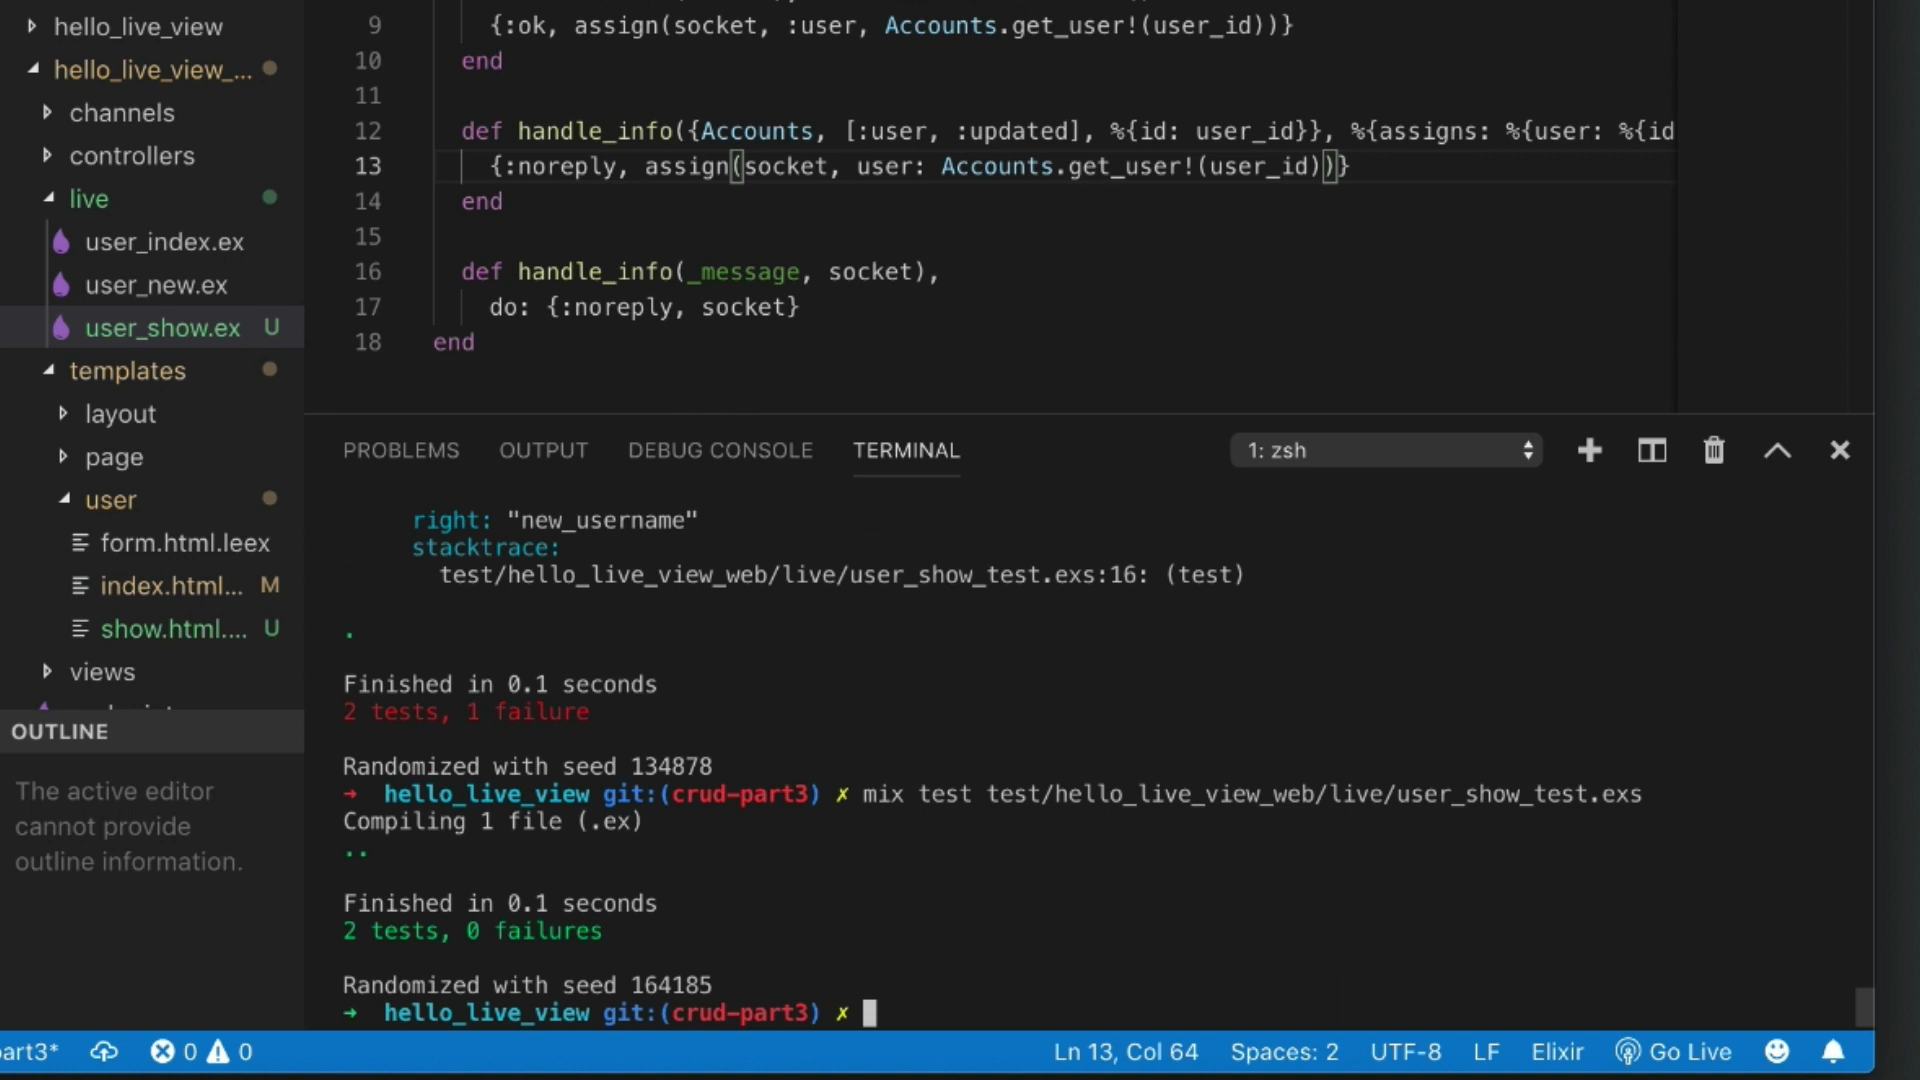 hello_live_view
hello_live_view_...
channels
controllers
live
user_index.ex
user_new.ex
user_show.ex U
templates
layout
page
user
form.html.leex
index.html... M
show.html.... U
views
OUTLINE
The active editor
cannot provide
outline information.
9 {:ok, assign(socket, :user, Accounts.get_user!(user_id))}
10 end
11
12 def handle_info({Accounts, [:user, :updated], %{id: user_id}}, %{assigns: %{user: %{id
13 {:noreply, assign(socket, user: Accounts.get_user!(user_id))}
14 end
15
16 def handle_info(_message, socket),
17 do: {:noreply, socket}
18 end
PROBLEMS OUTPUT DEBUG CONSOLE TERMINAL 1: zsh
right: "new_username"
stacktrace:
test/hello_live_view_web/live/user_show_test.exs:16: (test)
.
Finished in 0.1 seconds
2 tests, 1 failure
Randomized with seed 134878
➜ hello_live_view git:(crud-part3) ✗ mix test test/hello_live_view_web/live/user_show_test.exs
Compiling 1 file (.ex)
..
Finished in 0.1 seconds
2 tests, 0 failures
Randomized with seed 164185
➜ hello_live_view git:(crud-part3) ✗
art3* 0 0 Ln 13, Col 64 Spaces: 2 UTF-8 LF Elixir Go Live